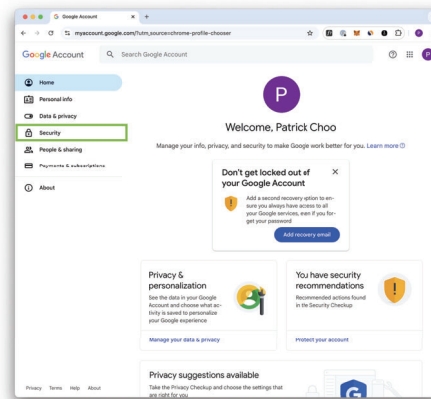 Google Account
myaccount.google.com/?utm_source=chrome-profile-chooser
Google Account
Search Google Account
P
Home
Personal info
Data & privacy
Security
People & sharing
Payments & subscriptions
About
P
Welcome, Patrick Choo
Manage your info, privacy, and security to make Google work better for you. Learn more
Don't get locked out of
your Google Account
Add a second recovery option to en-
sure you always have access to all
your Google services, even if you for-
get your password
Add recovery email
Privacy &
personalization
See the data in your Google
Account and choose what ac-
tivity is saved to personalize
your Google experience
Manage your data & privacy
You have security
recommendations
Recommended actions found
in the Security Checkup
Protect your account
Privacy suggestions available
Take the Privacy Checkup and choose the settings that
are right for you
G
Privacy Terms Help About